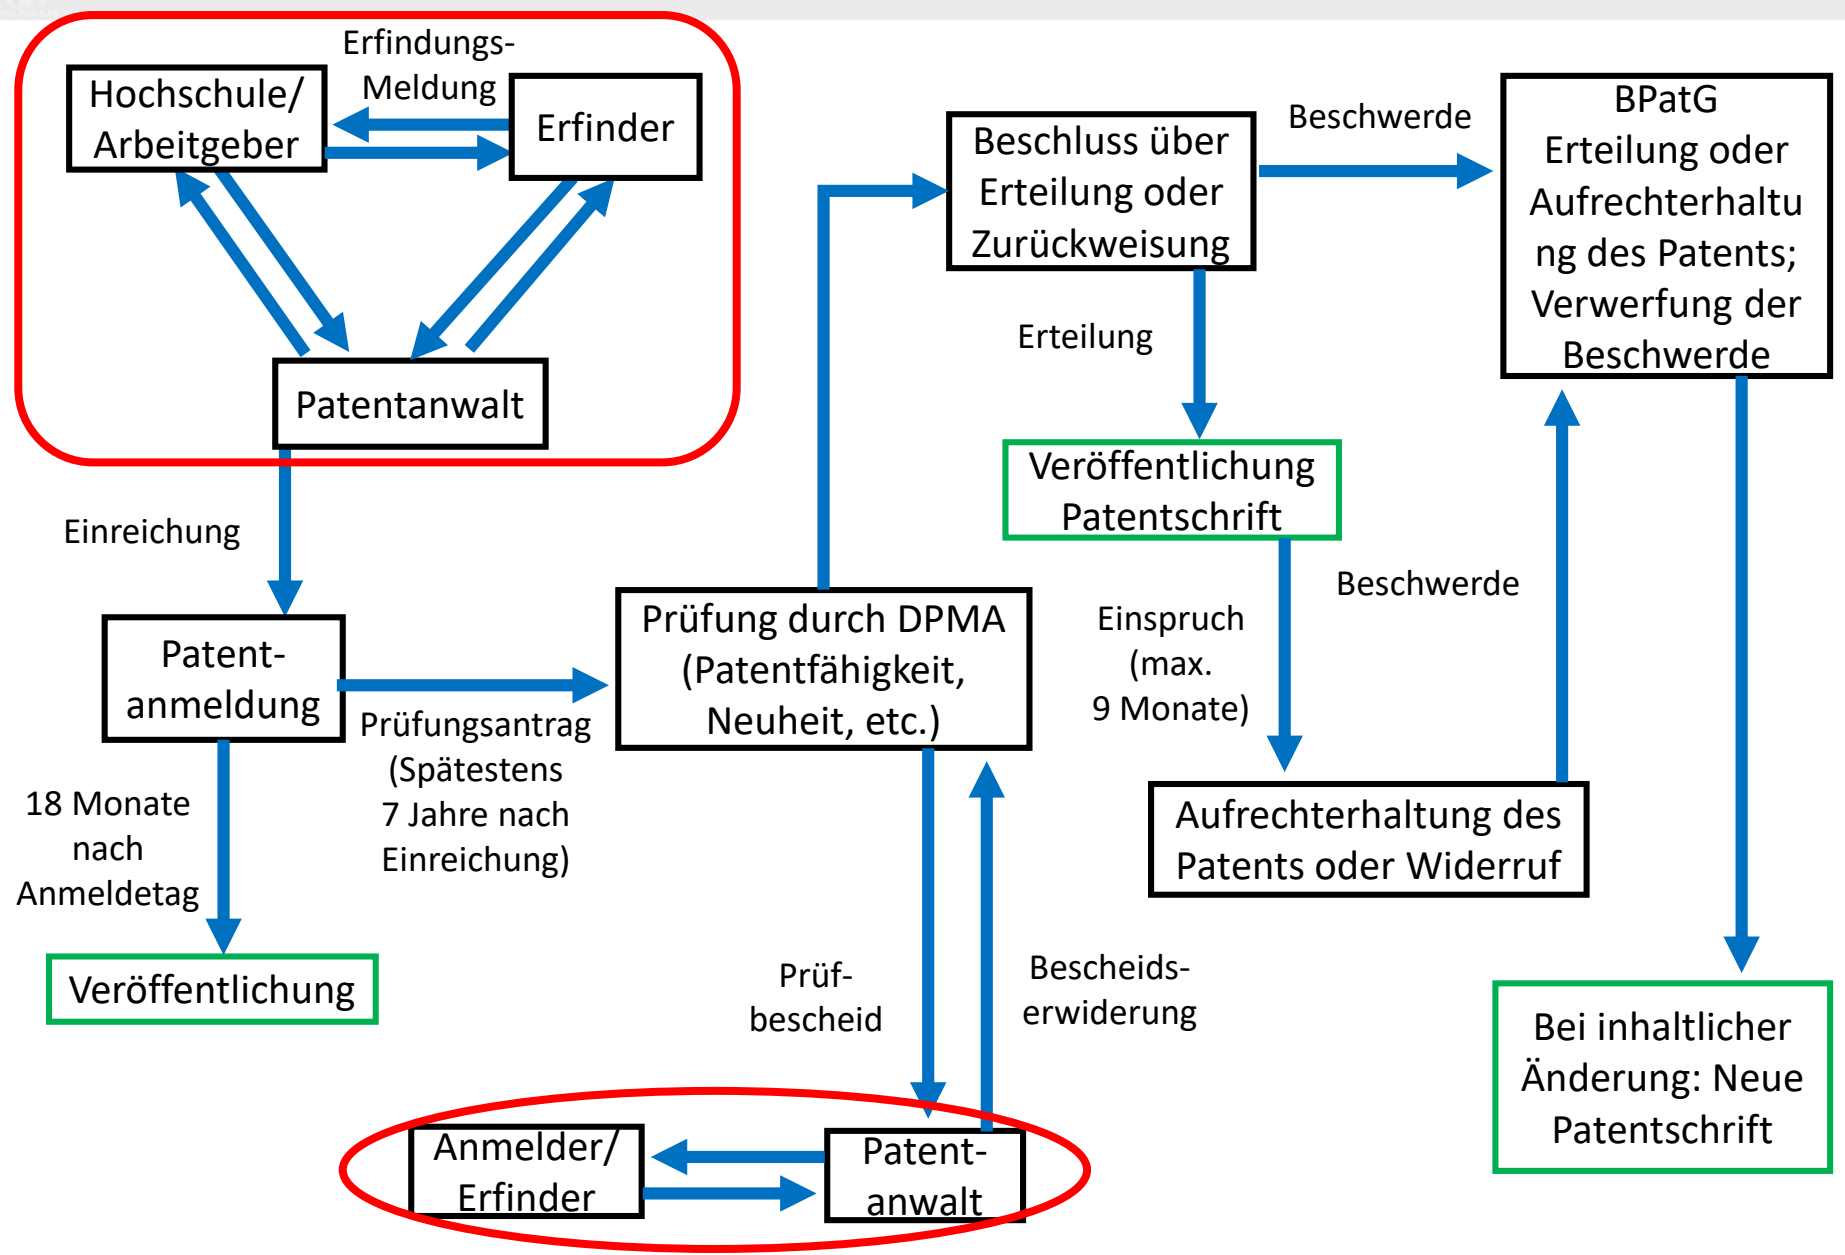 Erfindungs-
Meldung
Hochschule/
Arbeitgeber
Erfinder
Patentanwalt
Einreichung
Patent-
anmeldung
18 Monate
nach
Anmeldetag
Veröffentlichung
Prüfungsantrag
(Spätestens
7 Jahre nach
Einreichung)
Prüfung durch DPMA
(Patentfähigkeit,
Neuheit, etc.)
Prüf-
bescheid
Bescheids-
erwiderung
Anmelder/
Erfinder
Patent-
anwalt
Beschluss über
Erteilung oder
Zurückweisung
Beschwerde
Erteilung
Veröffentlichung
Patentschrift
Einspruch
(max.
9 Monate)
Beschwerde
Aufrechterhaltung des
Patents oder Widerruf
BPatG
Erteilung oder
Aufrechterhaltu
ng des Patents;
Verwerfung der
Beschwerde
Bei inhaltlicher
Änderung: Neue
Patentschrift